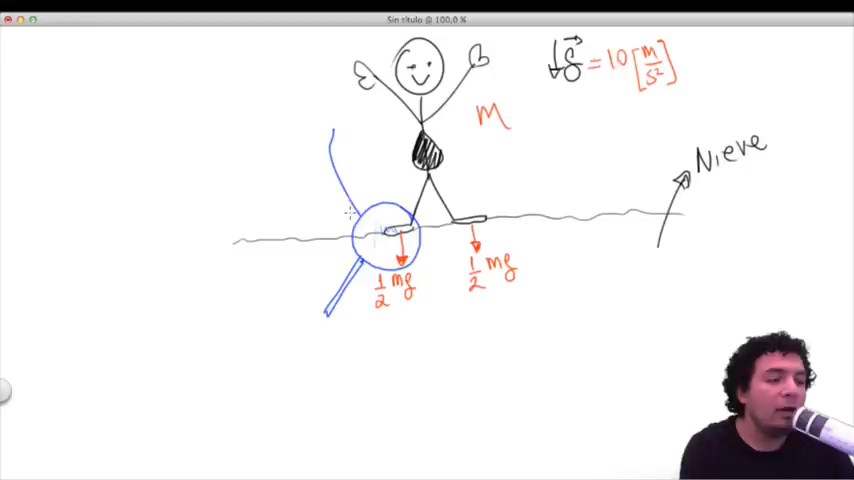 Sin título @ 100,0 %
g = 10 [m/s²]
m
Nieve
1/2 mg
1/2 mg